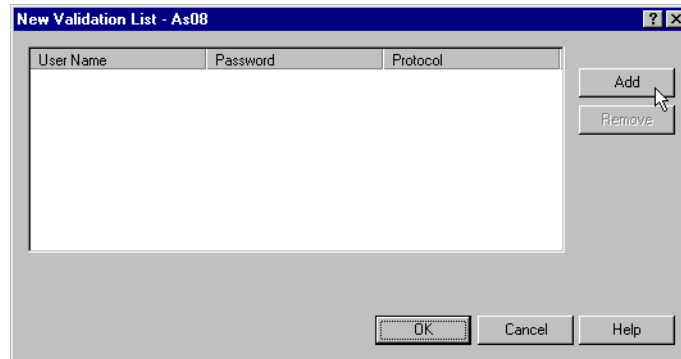 New Validation List - As08
User Name Password Protocol
Add
Remove
OK Cancel Help